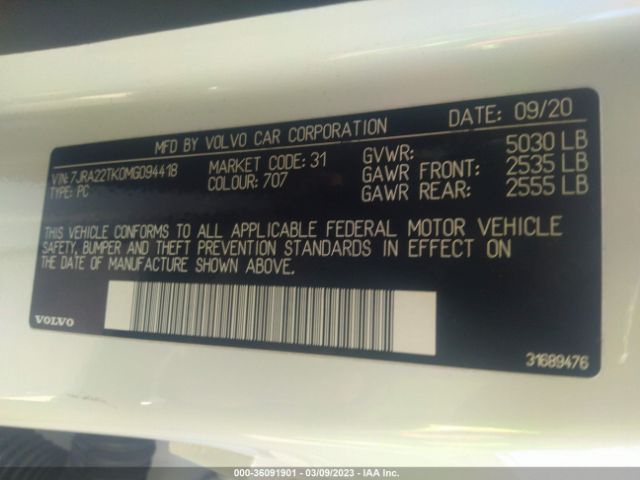 DATE: 09/20
MFD BY VOLVO CAR CORPORATION
VIN: 7JRA22TK0MG094418
TYPE: PC
MARKET CODE: 31
COLOUR: 707
GVWR: 5030 LB
GAWR FRONT: 2535 LB
GAWR REAR: 2555 LB
THIS VEHICLE CONFORMS TO ALL APPLICABLE FEDERAL MOTOR VEHICLE
SAFETY, BUMPER AND THEFT PREVENTION STANDARDS IN EFFECT ON
THE DATE OF MANUFACTURE SHOWN ABOVE.
VOLVO
31689476
000-36091901 - 03/09/2023 - IAA Inc.